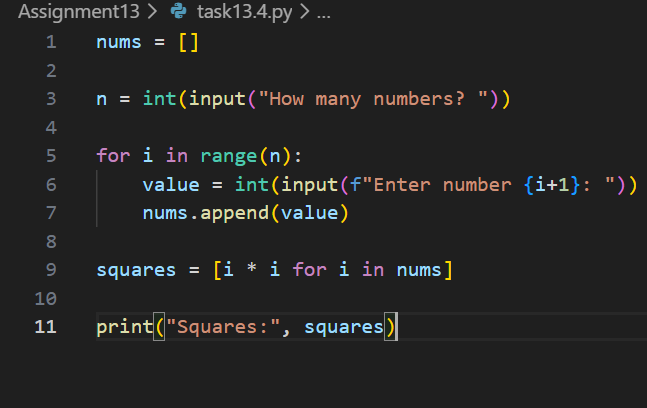 Assignment13 > task13.4.py > ...
1 nums = []
2
3 n = int(input("How many numbers? "))
4
5 for i in range(n):
6     value = int(input(f"Enter number {i+1}: "))
7     nums.append(value)
8
9 squares = [i * i for i in nums]
10
11 print("Squares:", squares)